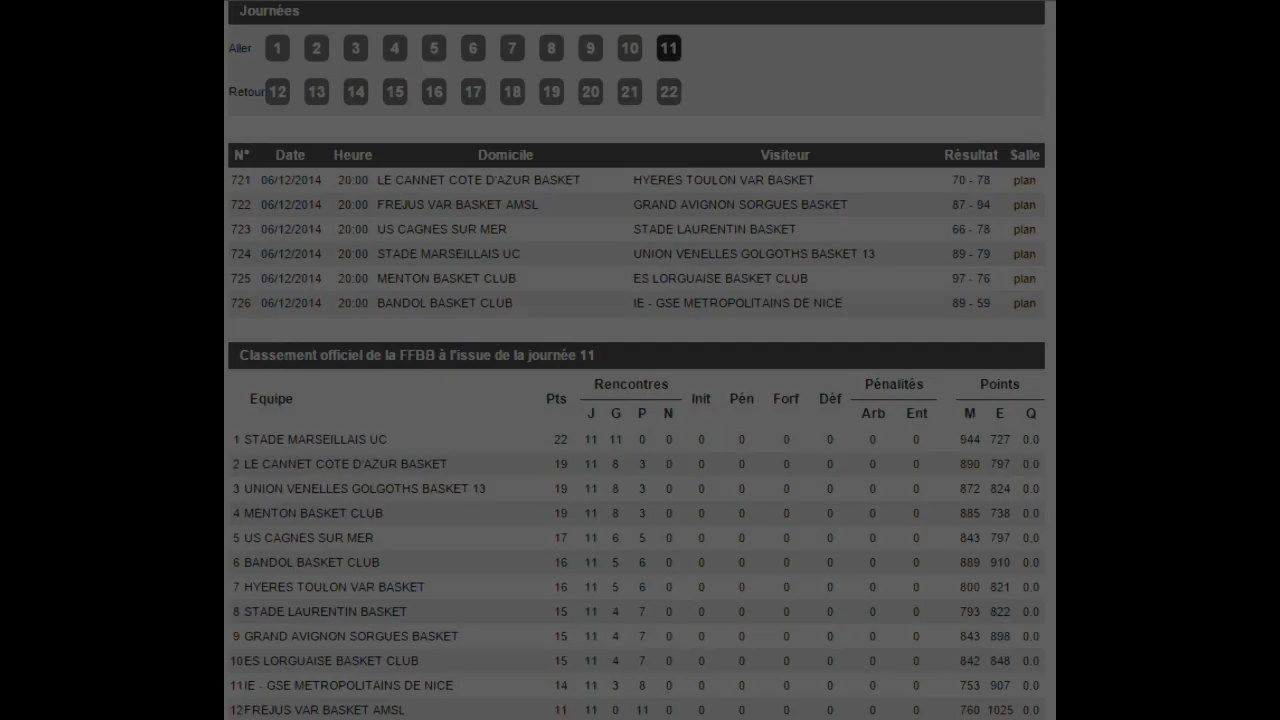 Journées
Aller 1 2 3 4 5 6 7 8 9 10 11
Retour 12 13 14 15 16 17 18 19 20 21 22
N° Date Heure Domicile Visiteur Résultat Salle
721 06/12/2014 20:00 LE CANNET COTE D'AZUR BASKET HYERES TOULON VAR BASKET 70 - 78 plan
722 06/12/2014 20:00 FREJUS VAR BASKET AMSL GRAND AVIGNON SORGUES BASKET 87 - 94 plan
723 06/12/2014 20:00 US CAGNES SUR MER STADE LAURENTIN BASKET 66 - 78 plan
724 06/12/2014 20:00 STADE MARSEILLAIS UC UNION VENELLES GOLGOTHS BASKET 13 89 - 79 plan
725 06/12/2014 20:00 MENTON BASKET CLUB ES LORGUAISE BASKET CLUB 97 - 76 plan
726 06/12/2014 20:00 BANDOL BASKET CLUB IE - GSE METROPOLITAINS DE NICE 89 - 59 plan
Classement officiel de la FFBB à l'issue de la journée 11
Rencontres Pénalités Points
Equipe Pts Init Pén Forf Déf
J G P N Arb Ent M E Q
1 STADE MARSEILLAIS UC 22 11 11 0 0 0 0 0 0 0 0 944 727 0.0
2 LE CANNET COTE D'AZUR BASKET 19 11 8 3 0 0 0 0 0 0 0 890 797 0.0
3 UNION VENELLES GOLGOTHS BASKET 13 19 11 8 3 0 0 0 0 0 0 0 872 824 0.0
4 MENTON BASKET CLUB 19 11 8 3 0 0 0 0 0 0 0 885 738 0.0
5 US CAGNES SUR MER 17 11 6 5 0 0 0 0 0 0 0 843 797 0.0
6 BANDOL BASKET CLUB 16 11 5 6 0 0 0 0 0 0 0 889 910 0.0
7 HYERES TOULON VAR BASKET 16 11 5 6 0 0 0 0 0 0 0 800 821 0.0
8 STADE LAURENTIN BASKET 15 11 4 7 0 0 0 0 0 0 0 793 822 0.0
9 GRAND AVIGNON SORGUES BASKET 15 11 4 7 0 0 0 0 0 0 0 843 898 0.0
10 ES LORGUAISE BASKET CLUB 15 11 4 7 0 0 0 0 0 0 0 842 848 0.0
11 IE - GSE METROPOLITAINS DE NICE 14 11 3 8 0 0 0 0 0 0 0 753 907 0.0
12 FREJUS VAR BASKET AMSL 11 11 0 11 0 0 0 0 0 0 0 760 1025 0.0